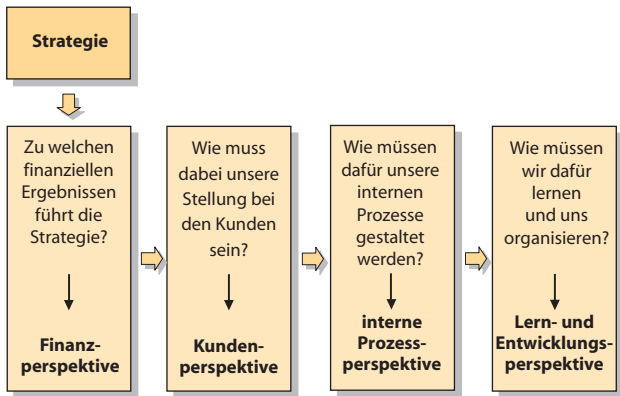 Strategie
Zu welchen
finanziellen
Ergebnissen
führt die
Strategie?
Finanz-
perspektive
Wie muss
dabei unsere
Stellung bei
den Kunden
sein?
Kunden-
perspektive
Wie müssen
dafür unsere
internen
Prozesse
gestaltet
werden?
interne
Prozess-
perspektive
Wie müssen
wir dafür
lernen
und uns
organisieren?
Lern- und
Entwicklungs-
perspektive